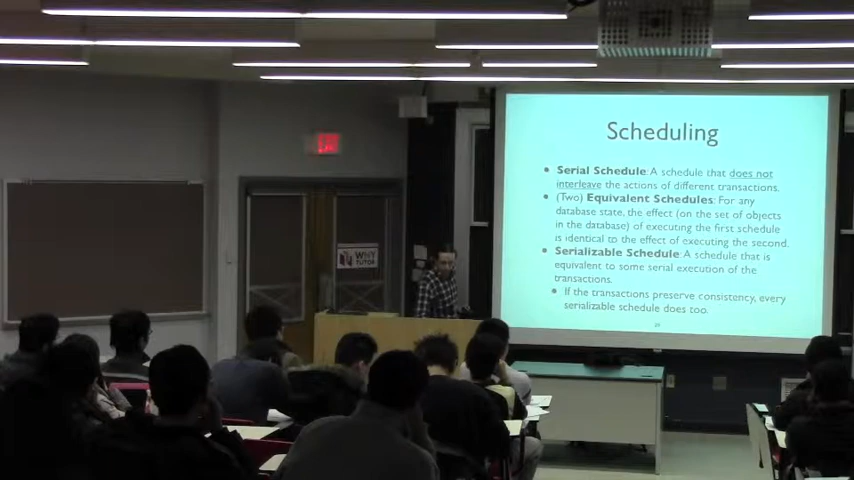 Scheduling
• Serial Schedule: A schedule that does not
interleave the actions of different transactions.
• (Two) Equivalent Schedules: For any
database state, the effect (on the set of objects
in the database) of executing the first schedule
is identical to the effect of executing the second.
• Serializable Schedule: A schedule that is
equivalent to some serial execution of the
transactions.
• If the transactions preserve consistency, every
serializable schedule does too.
EXIT
TUTOR